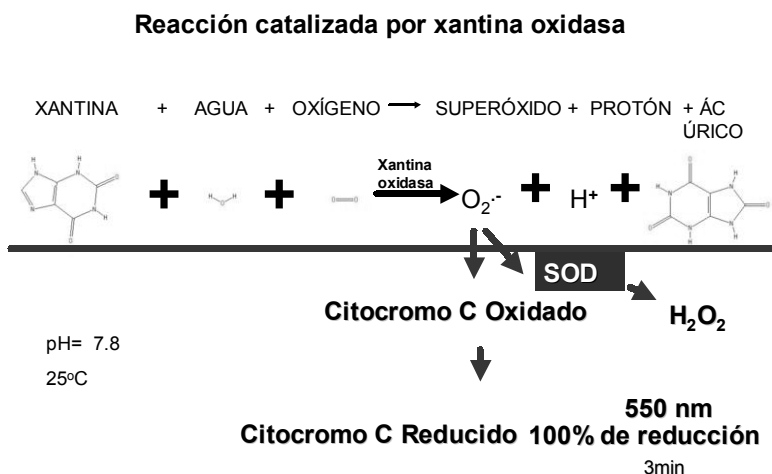 Reacción catalizada por xantina oxidasa
XANTINA + AGUA + OXÍGENO → SUPERÓXIDO + PROTÓN + ÁC
ÚRICO
Xantina
oxidasa
+ + O₂·- + H⁺ +
SOD
Citocromo C Oxidado
H₂O₂
pH= 7.8
25ºC
550 nm
Citocromo C Reducido 100% de reducción
3min